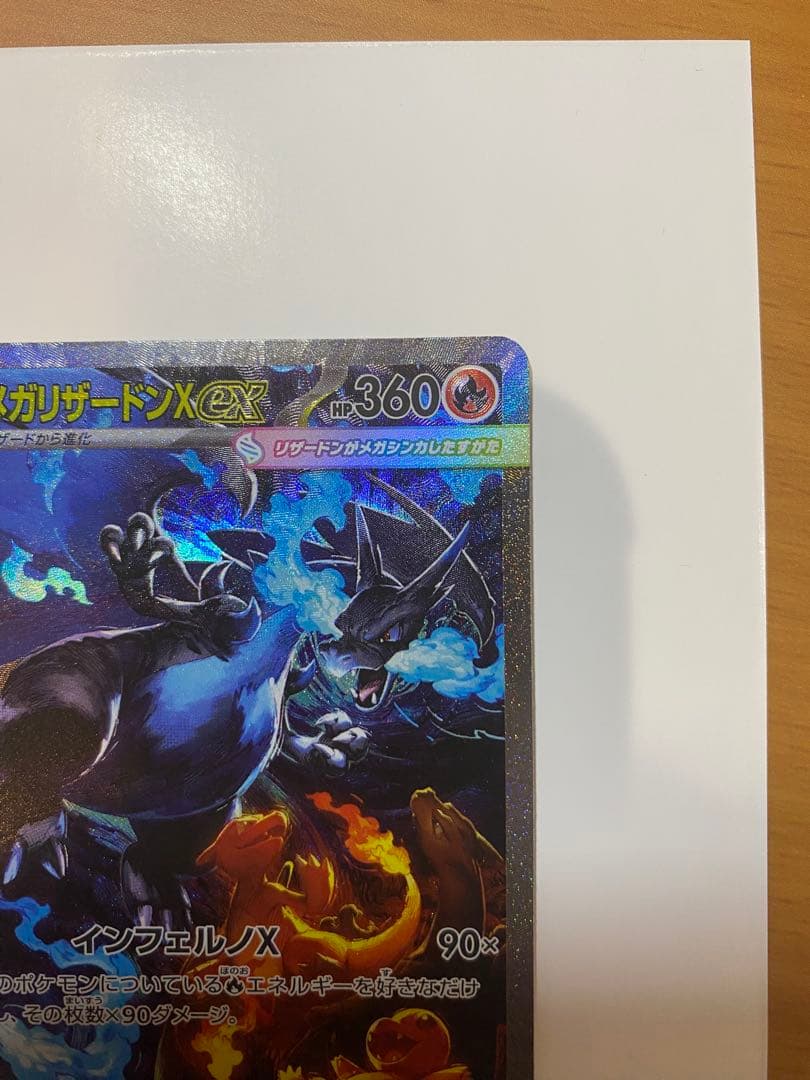 メガリザードンXex HP360
ザードから進化
リザードンがメガシンカしたすがた
インフェルノX 90×
のポケモンについている エネルギーを好きなだけ
、その枚数×90ダメージ。